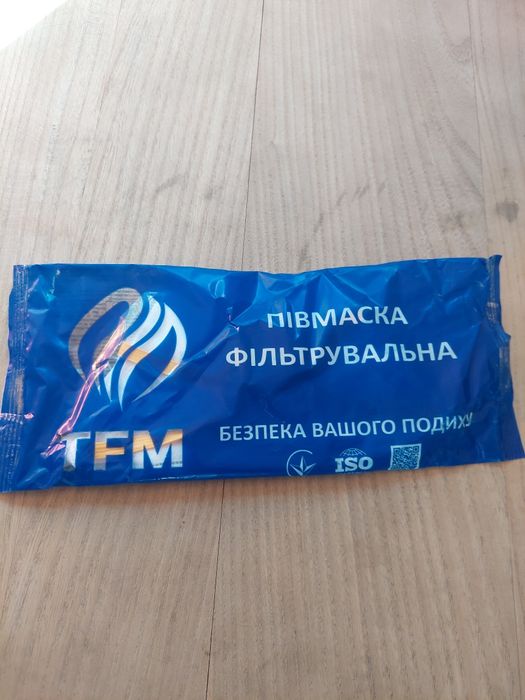 ПІВМАСКА
ФІЛЬТРУВАЛЬНА
TFM
БЕЗПЕКА ВАШОГО ПОДИХУ
ISO